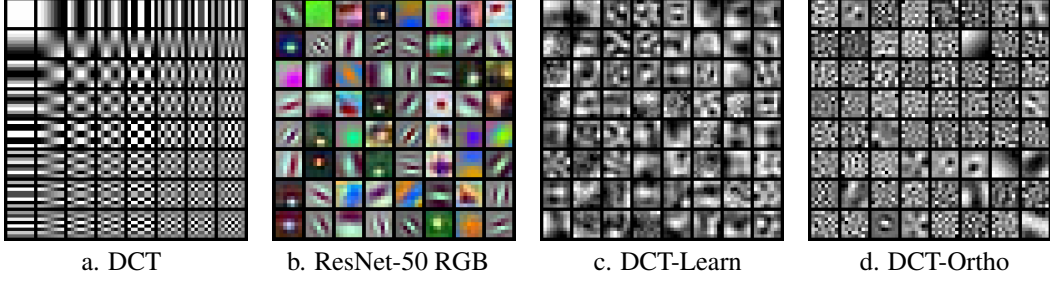 a. DCT
b. ResNet-50 RGB
c. DCT-Learn
d. DCT-Ortho